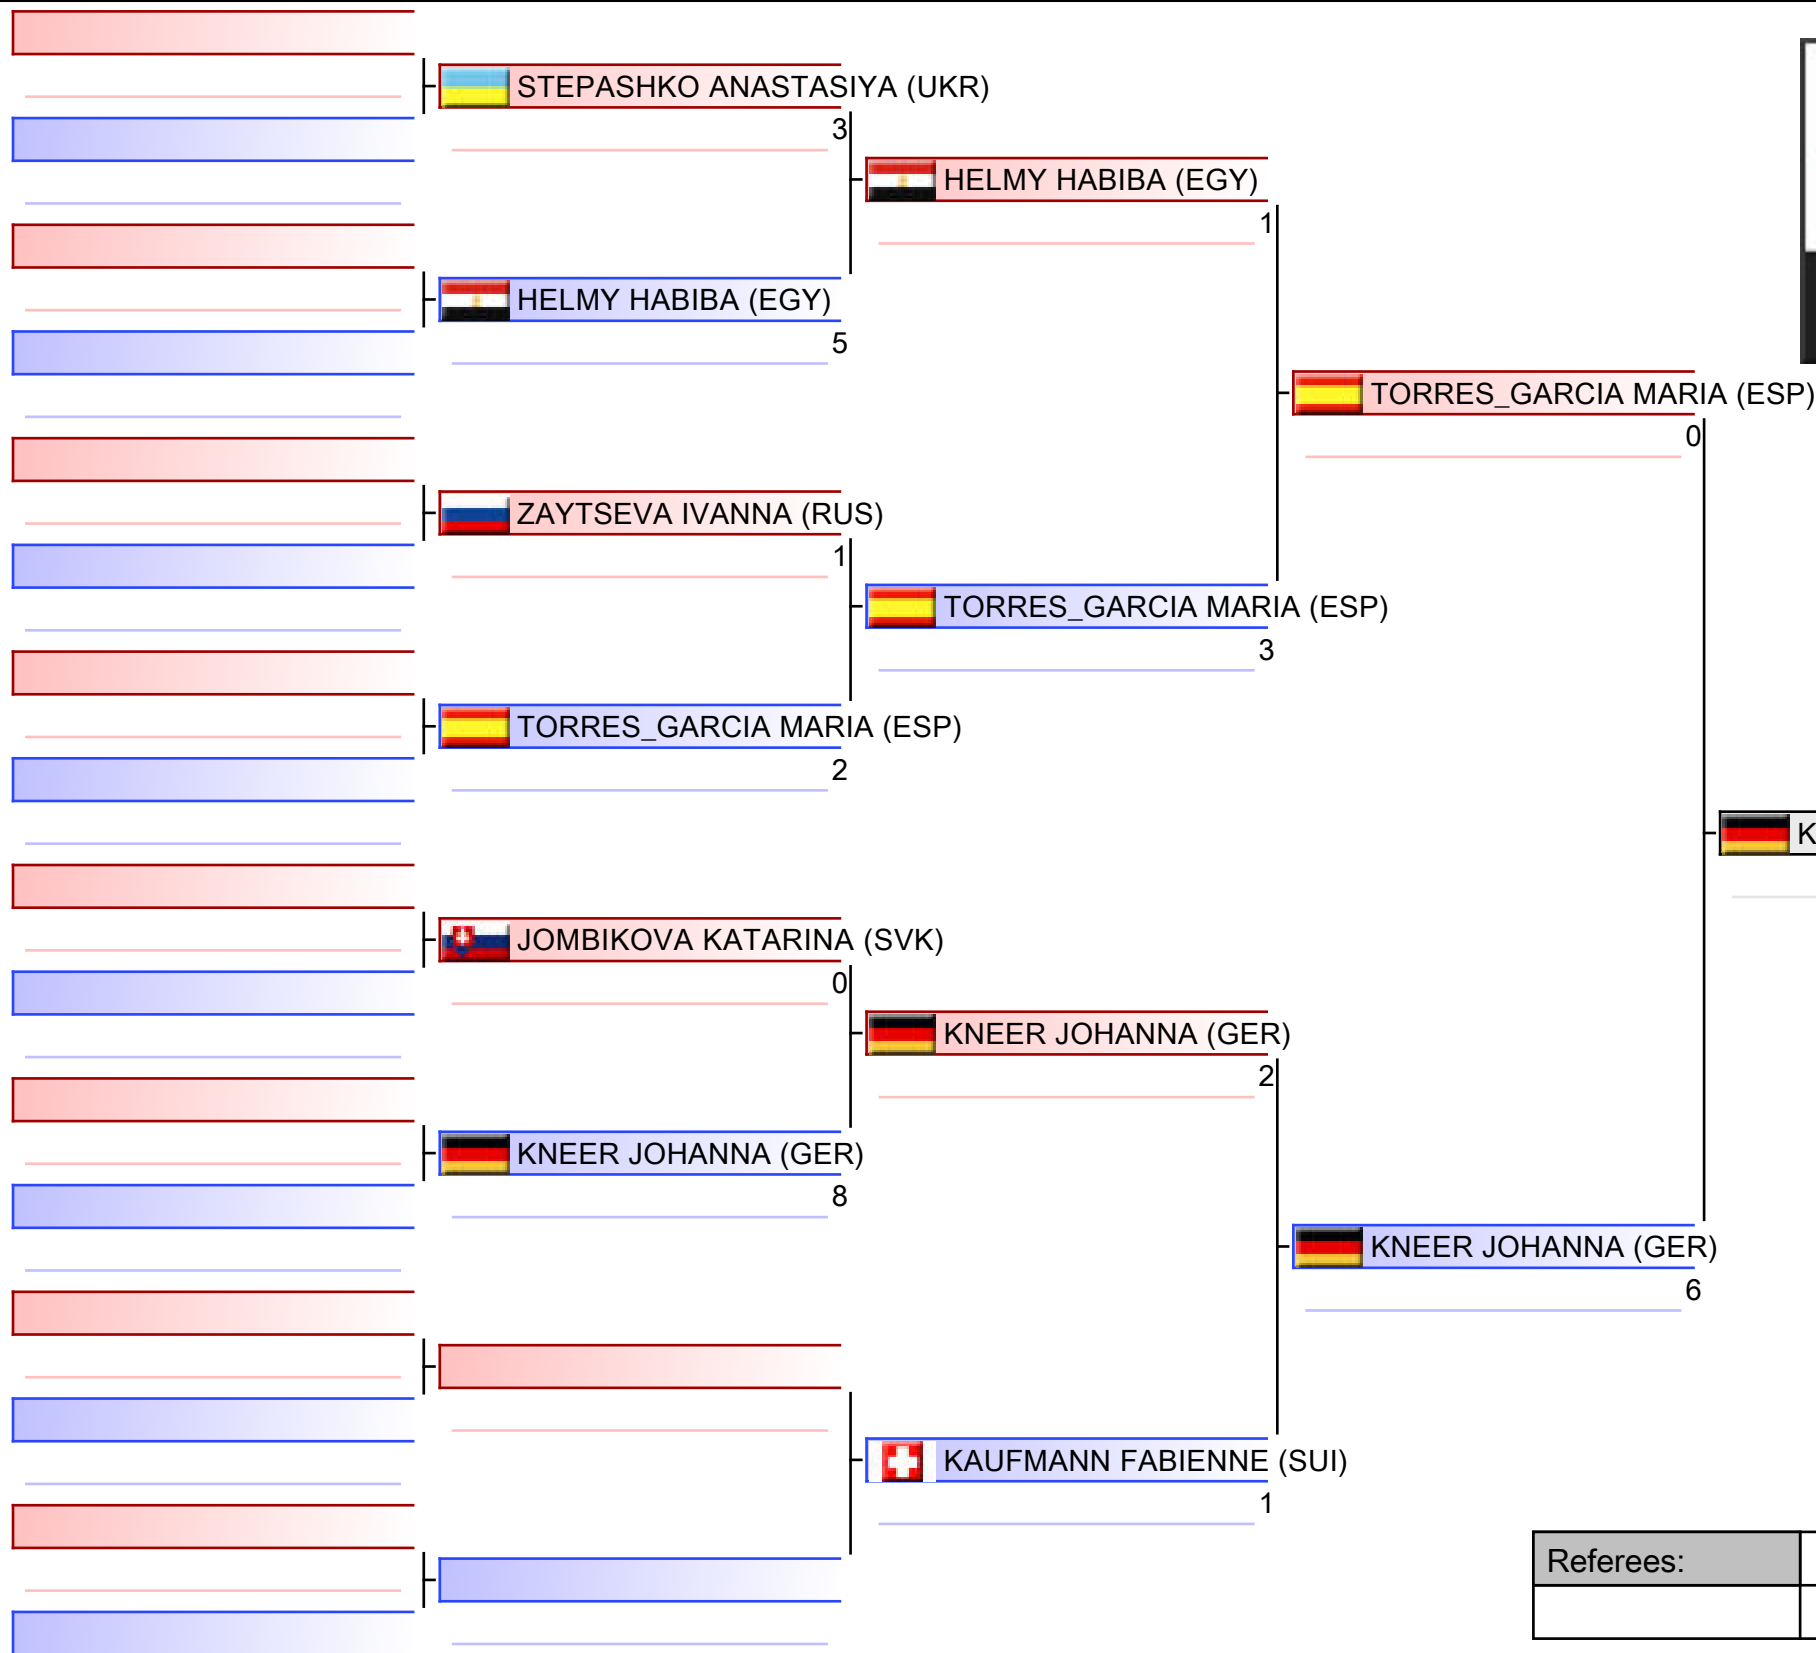 STEPASHKO ANASTASIYA (UKR)
3
HELMY HABIBA (EGY)
5
ZAYTSEVA IVANNA (RUS)
1
TORRES_GARCIA MARIA (ESP)
2
JOMBIKOVA KATARINA (SVK)
0
KNEER JOHANNA (GER)
8
HELMY HABIBA (EGY)
1
TORRES_GARCIA MARIA (ESP)
3
KNEER JOHANNA (GER)
2
KAUFMANN FABIENNE (SUI)
1
TORRES_GARCIA MARIA (ESP)
0
KNEER JOHANNA (GER)
6
K
Referees: